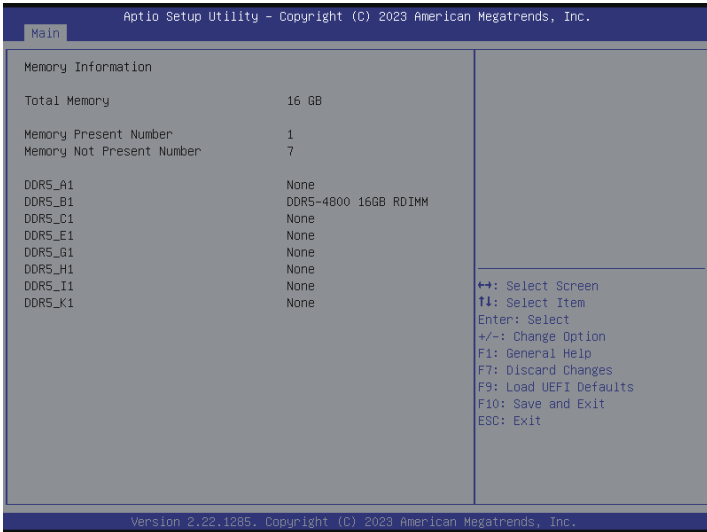 Aptio Setup Utility – Copyright (C) 2023 American Megatrends, Inc.
Main
Memory Information
Total Memory 16 GB
Memory Present Number 1
Memory Not Present Number 7
DDR5_A1 None
DDR5_B1 DDR5-4800 16GB RDIMM
DDR5_C1 None
DDR5_E1 None
DDR5_G1 None
DDR5_H1 None
DDR5_I1 None
DDR5_K1 None
↔: Select Screen
↑↓: Select Item
Enter: Select
+/-: Change Option
F1: General Help
F7: Discard Changes
F9: Load UEFI Defaults
F10: Save and Exit
ESC: Exit
Version 2.22.1285. Copyright (C) 2023 American Megatrends, Inc.